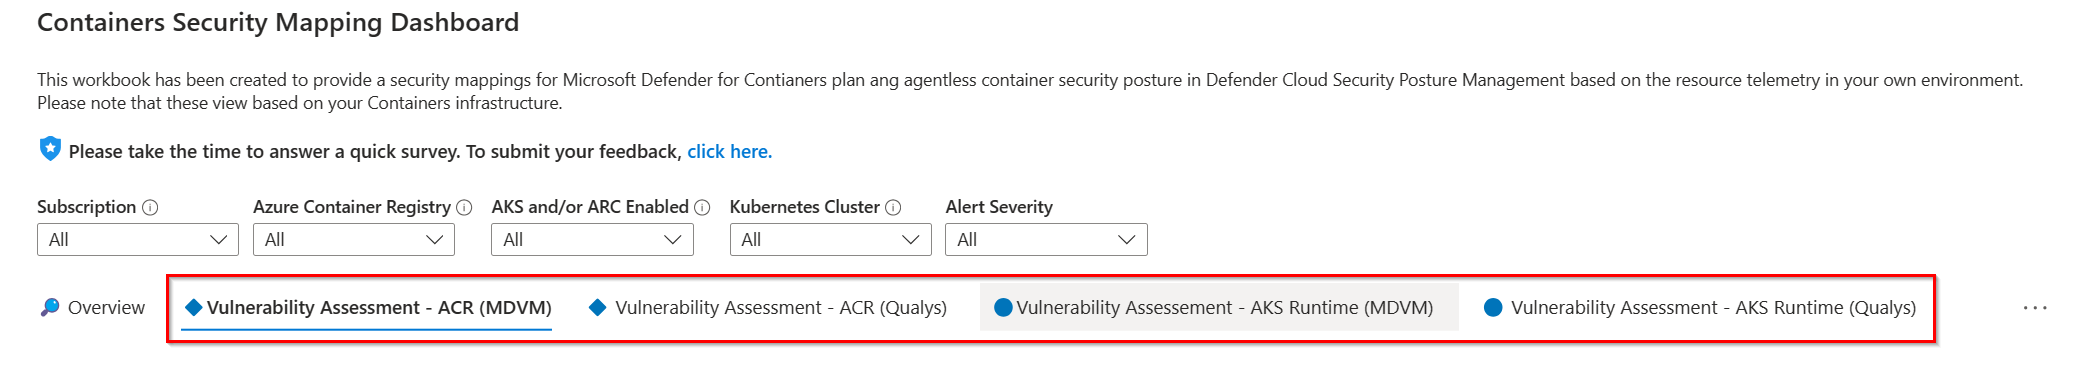 Containers Security Mapping Dashboard
This workbook has been created to provide a security mappings for Microsoft Defender for Contianers plan ang agentless container security posture in Defender Cloud Security Posture Management based on the resource telemetry in your own environment.
Please note that these view based on your Containers infrastructure.
Please take the time to answer a quick survey. To submit your feedback, click here.
Subscription Azure Container Registry AKS and/or ARC Enabled Kubernetes Cluster Alert Severity
All All All All All
Overview Vulnerability Assessment - ACR (MDVM) Vulnerability Assessment - ACR (Qualys) Vulnerability Assessement - AKS Runtime (MDVM) Vulnerability Assessment - AKS Runtime (Qualys) ...